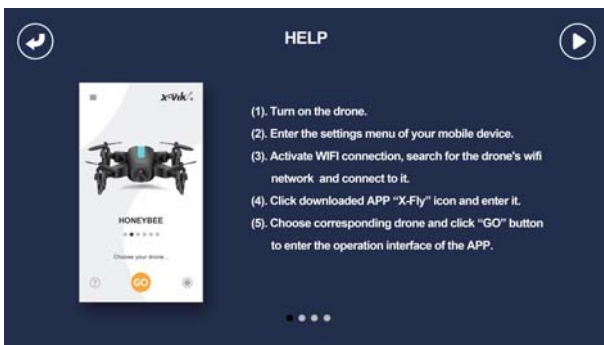 HELP
x-vik
HONEYBEE
Choose your drone...
GO
(1). Turn on the drone.
(2). Enter the settings menu of your mobile device.
(3). Activate WIFI connection, search for the drone's wifi
network and connect to it.
(4). Click downloaded APP “X-Fly” icon and enter it.
(5). Choose corresponding drone and click “GO” button
to enter the operation interface of the APP.